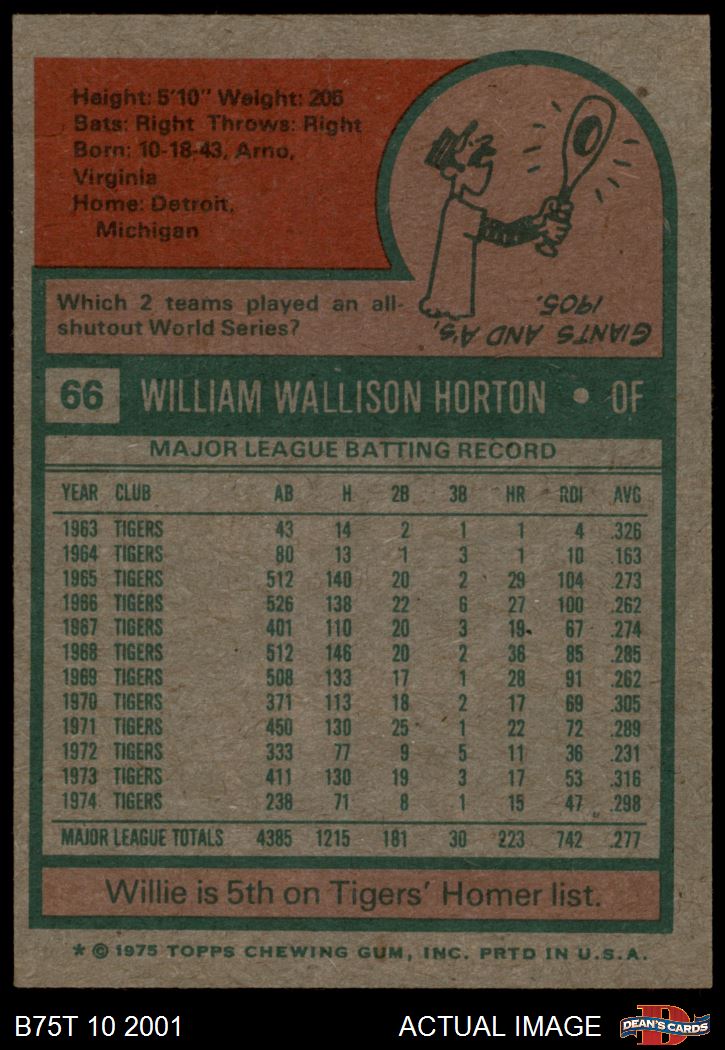 Height: 5'10" Weight: 205
Bats: Right Throws: Right
Born: 10-18-43, Arno,
Virginia
Home: Detroit,
Michigan
Which 2 teams played an all-
shutout World Series?
GIANTS AND A'S,
1905.
66 WILLIAM WALLISON HORTON • OF
MAJOR LEAGUE BATTING RECORD
YEAR CLUB AB H 2B 3B HR RBI AVG
1963 TIGERS 43 14 2 1 1 4 .326
1964 TIGERS 80 13 1 3 1 10 .163
1965 TIGERS 512 140 20 2 29 104 .273
1966 TIGERS 526 138 22 6 27 100 .262
1967 TIGERS 401 110 20 3 19 67 .274
1968 TIGERS 512 146 20 2 36 85 .285
1969 TIGERS 508 133 17 1 28 91 .262
1970 TIGERS 371 113 18 2 17 69 .305
1971 TIGERS 450 130 25 1 22 72 .289
1972 TIGERS 333 77 9 5 11 36 .231
1973 TIGERS 411 130 19 3 17 53 .316
1974 TIGERS 238 71 8 1 15 47 .298
MAJOR LEAGUE TOTALS 4385 1215 181 30 223 742 .277
Willie is 5th on Tigers' Homer list.
* © 1975 TOPPS CHEWING GUM, INC. PRTD IN U.S.A.
B75T 10 2001 ACTUAL IMAGE D DEAN'S CARDS